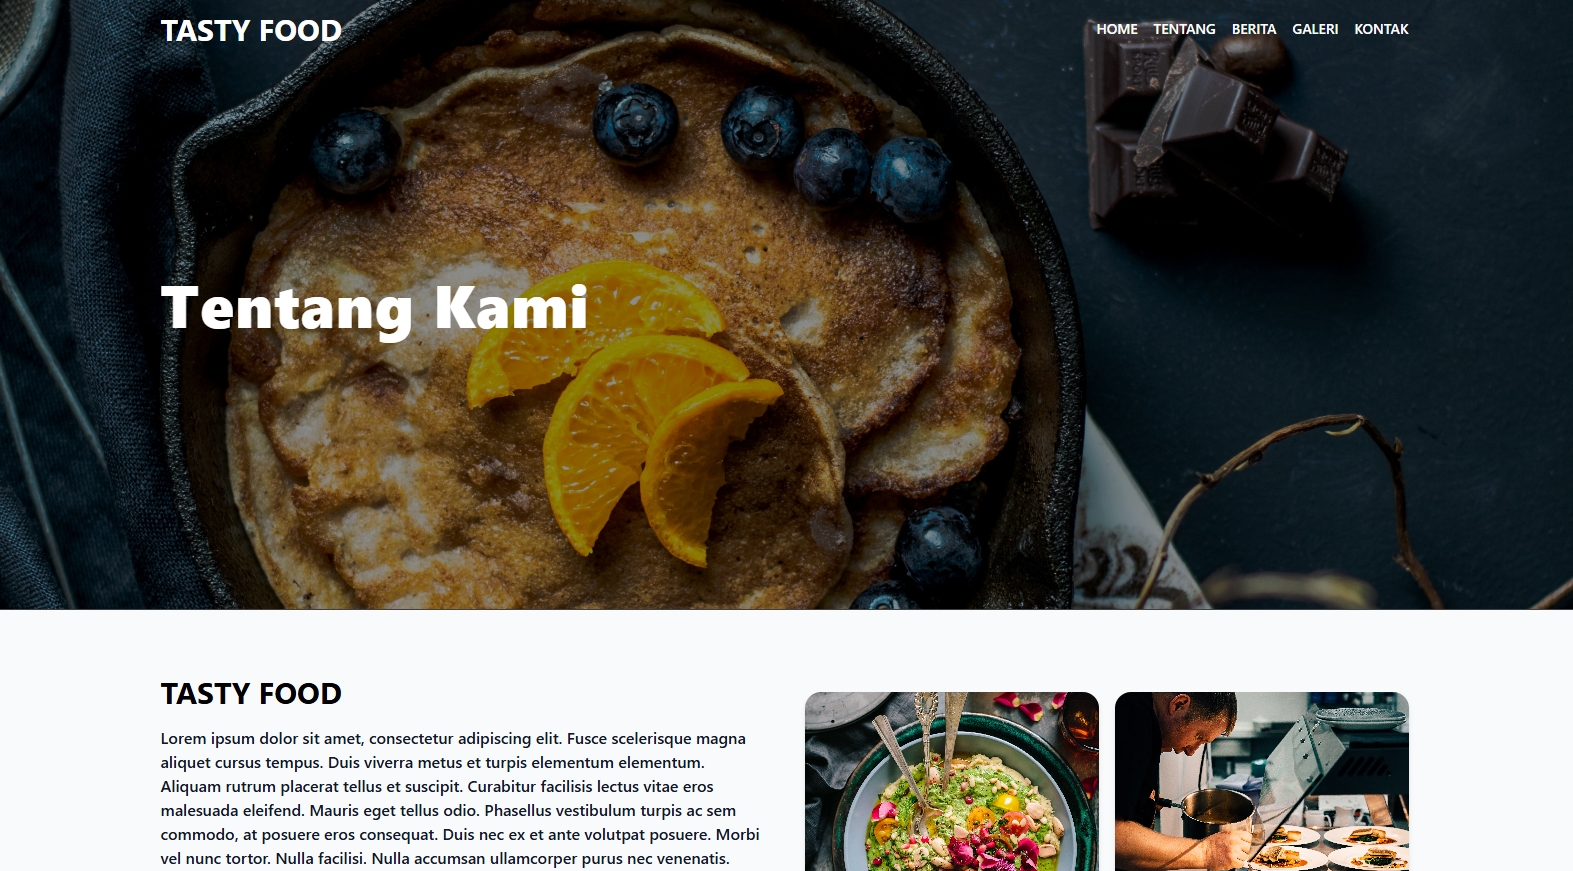 TASTY FOOD
HOME TENTANG BERITA GALERI KONTAK
Tentang Kami
TASTY FOOD
Lorem ipsum dolor sit amet, consectetur adipiscing elit. Fusce scelerisque magna
aliquet cursus tempus. Duis viverra metus et turpis elementum elementum.
Aliquam rutrum placerat tellus et suscipit. Curabitur facilisis lectus vitae eros
malesuada eleifend. Mauris eget tellus odio. Phasellus vestibulum turpis ac sem
commodo, at posuere eros consequat. Duis nec ex et ante volutpat posuere. Morbi
vel nunc tortor. Nulla facilisi. Nulla accumsan ullamcorper purus nec venenatis.